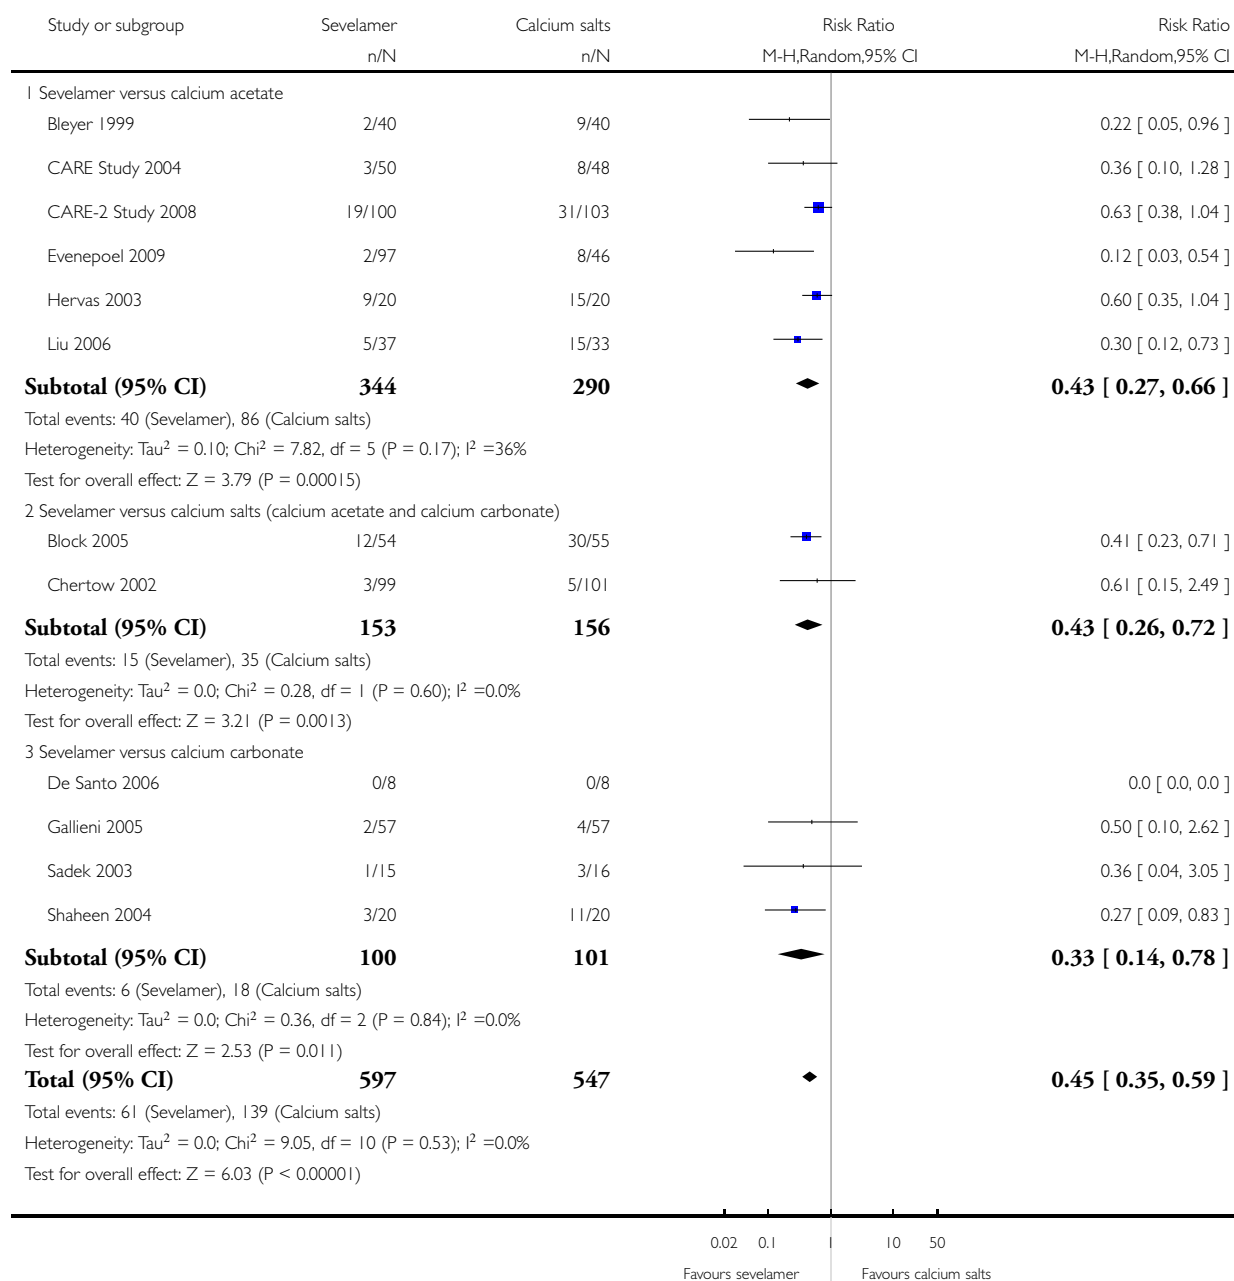 Study or subgroup Sevelamer Calcium salts Risk Ratio Risk Ratio
n/N n/N M-H,Random,95% CI M-H,Random,95% CI
1 Sevelamer versus calcium acetate
Bleyer 1999 2/40 9/40 0.22 [ 0.05, 0.96 ]
CARE Study 2004 3/50 8/48 0.36 [ 0.10, 1.28 ]
CARE-2 Study 2008 19/100 31/103 0.63 [ 0.38, 1.04 ]
Evenepoel 2009 2/97 8/46 0.12 [ 0.03, 0.54 ]
Hervas 2003 9/20 15/20 0.60 [ 0.35, 1.04 ]
Liu 2006 5/37 15/33 0.30 [ 0.12, 0.73 ]
Subtotal (95% CI) 344 290 0.43 [ 0.27, 0.66 ]
Total events: 40 (Sevelamer), 86 (Calcium salts)
Heterogeneity: Tau² = 0.10; Chi² = 7.82, df = 5 (P = 0.17); I² =36%
Test for overall effect: Z = 3.79 (P = 0.00015)
2 Sevelamer versus calcium salts (calcium acetate and calcium carbonate)
Block 2005 12/54 30/55 0.41 [ 0.23, 0.71 ]
Chertow 2002 3/99 5/101 0.61 [ 0.15, 2.49 ]
Subtotal (95% CI) 153 156 0.43 [ 0.26, 0.72 ]
Total events: 15 (Sevelamer), 35 (Calcium salts)
Heterogeneity: Tau² = 0.0; Chi² = 0.28, df = 1 (P = 0.60); I² =0.0%
Test for overall effect: Z = 3.21 (P = 0.0013)
3 Sevelamer versus calcium carbonate
De Santo 2006 0/8 0/8 0.0 [ 0.0, 0.0 ]
Gallieni 2005 2/57 4/57 0.50 [ 0.10, 2.62 ]
Sadek 2003 1/15 3/16 0.36 [ 0.04, 3.05 ]
Shaheen 2004 3/20 11/20 0.27 [ 0.09, 0.83 ]
Subtotal (95% CI) 100 101 0.33 [ 0.14, 0.78 ]
Total events: 6 (Sevelamer), 18 (Calcium salts)
Heterogeneity: Tau² = 0.0; Chi² = 0.36, df = 2 (P = 0.84); I² =0.0%
Test for overall effect: Z = 2.53 (P = 0.011)
Total (95% CI) 597 547 0.45 [ 0.35, 0.59 ]
Total events: 61 (Sevelamer), 139 (Calcium salts)
Heterogeneity: Tau² = 0.0; Chi² = 9.05, df = 10 (P = 0.53); I² =0.0%
Test for overall effect: Z = 6.03 (P < 0.00001)
0.02 0.1 1 10 50
Favours sevelamer Favours calcium salts